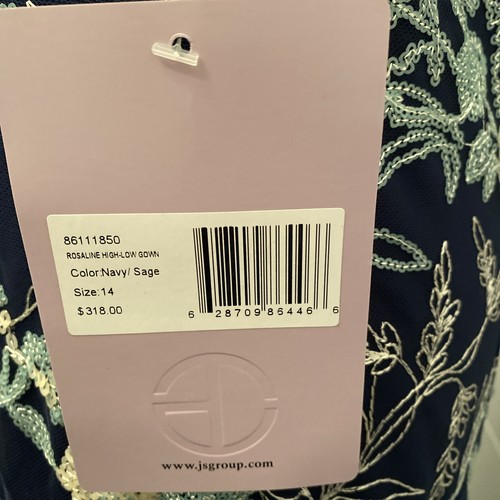 86111850
ROSALINE HIGH-LOW GOWN
Color:Navy/ Sage
Size:14
$318.00
6 28709 86446 6
www.jsgroup.com